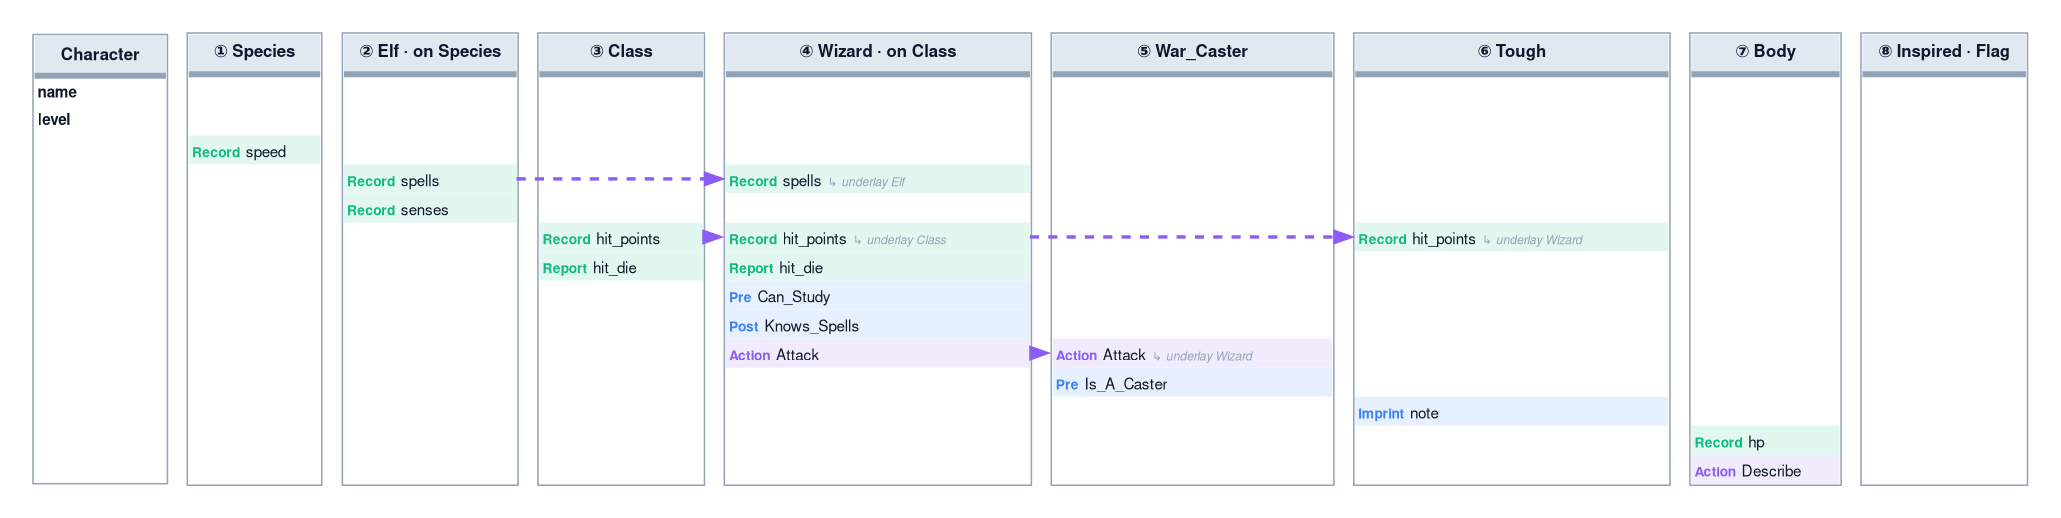 Character
① Species
② Elf · on Species
③ Class
④ Wizard · on Class
⑤ War_Caster
⑥ Tough
⑦ Body
⑧ Inspired · Flag
name
level
Record speed
Record spells
Record spells ↳ underlay Elf
Record senses
Record hit_points
Record hit_points ↳ underlay Class
Record hit_points ↳ underlay Wizard
Report hit_die
Report hit_die
Pre Can_Study
Post Knows_Spells
Action Attack
Action Attack ↳ underlay Wizard
Pre Is_A_Caster
Imprint note
Record hp
Action Describe